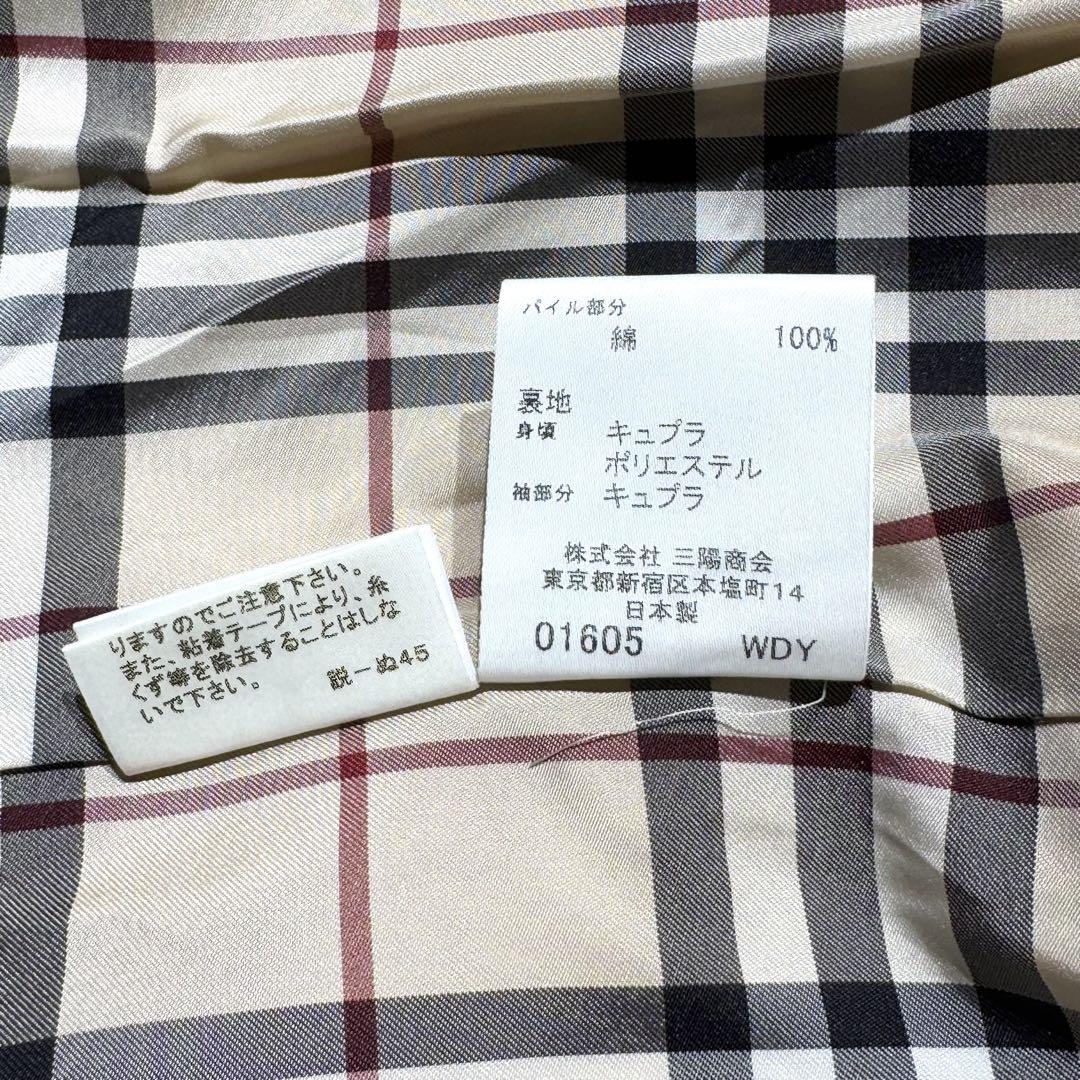 パイル部分
綿 100%
裏地
身頃 キュプラ
ポリエステル
袖部分 キュプラ
株式会社 三陽商会
東京都新宿区本塩町14
日本製
01605 WDY
りますのでご注意下さい。
また、粘着テープにより、糸
くず等を除去することはしな
いで下さい。
説－ぬ45